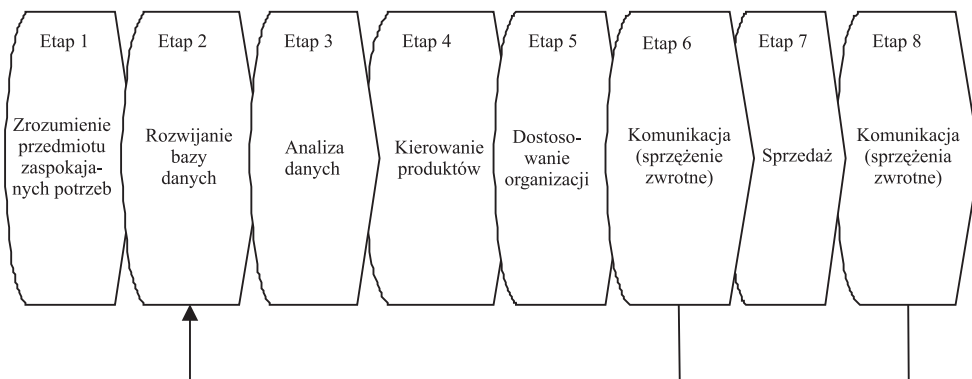 Etap 1
Zrozumienie
przedmiotu
zaspokaja-
nych potrzeb
Etap 2
Rozwijanie
bazy
danych
Etap 3
Analiza
danych
Etap 4
Kierowanie
produktów
Etap 5
Dostoso-
wanie
organizacji
Etap 6
Komunikacja
(sprzężenie
zwrotne)
Etap 7
Sprzedaż
Etap 8
Komunikacja
(sprzężenia
zwrotne)